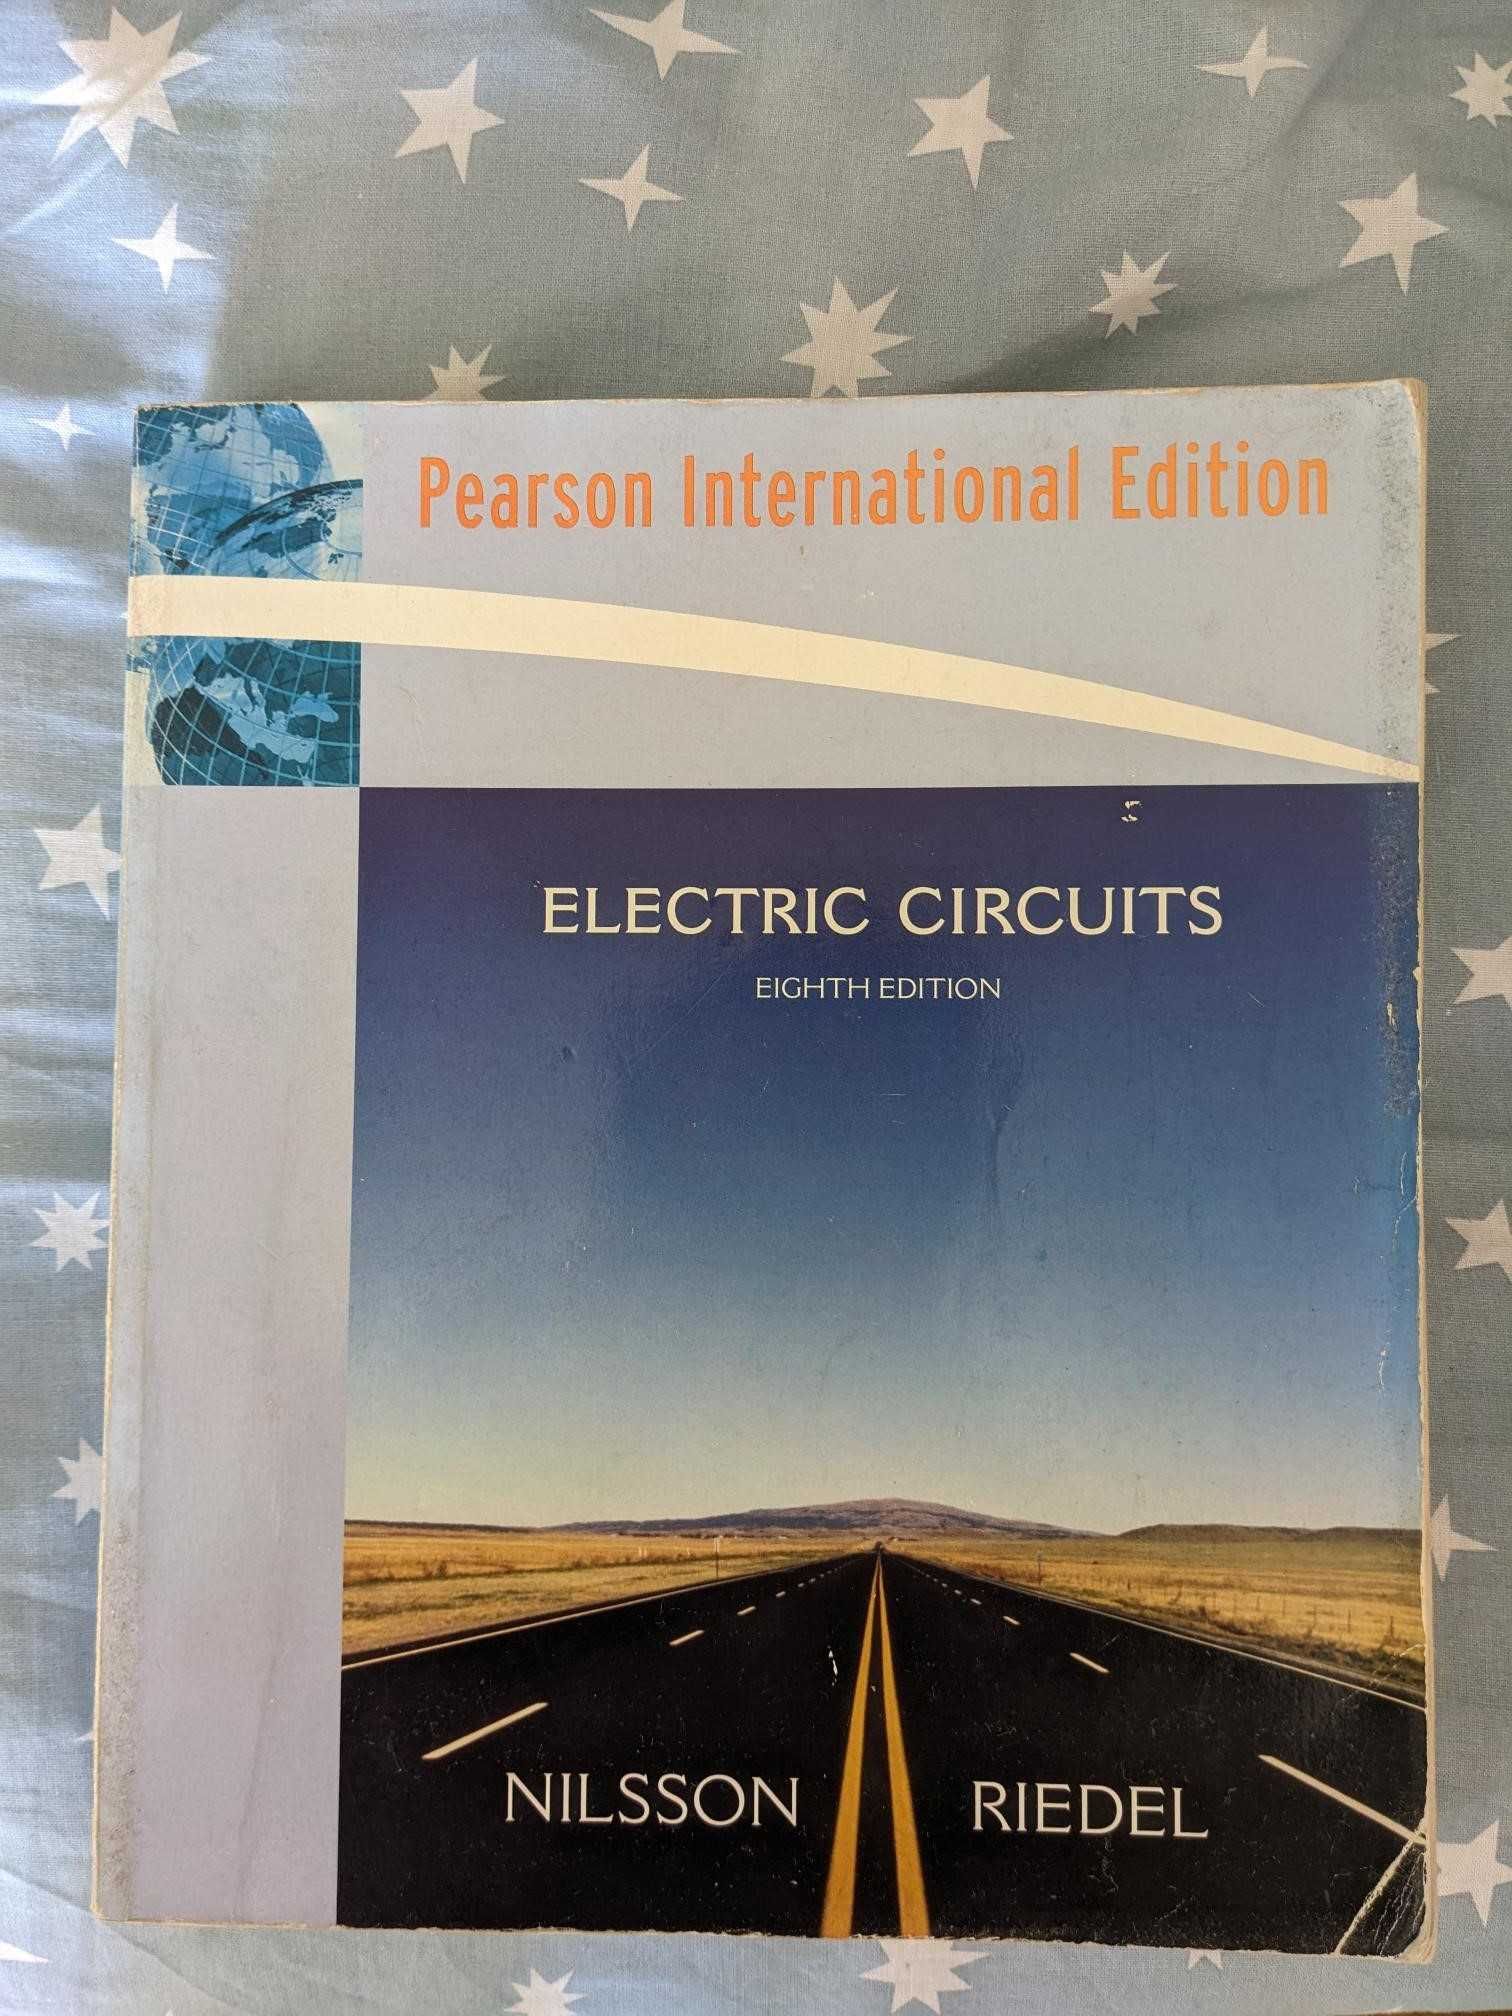 Pearson International Edition
ELECTRIC CIRCUITS
EIGHTH EDITION
NILSSON RIEDEL